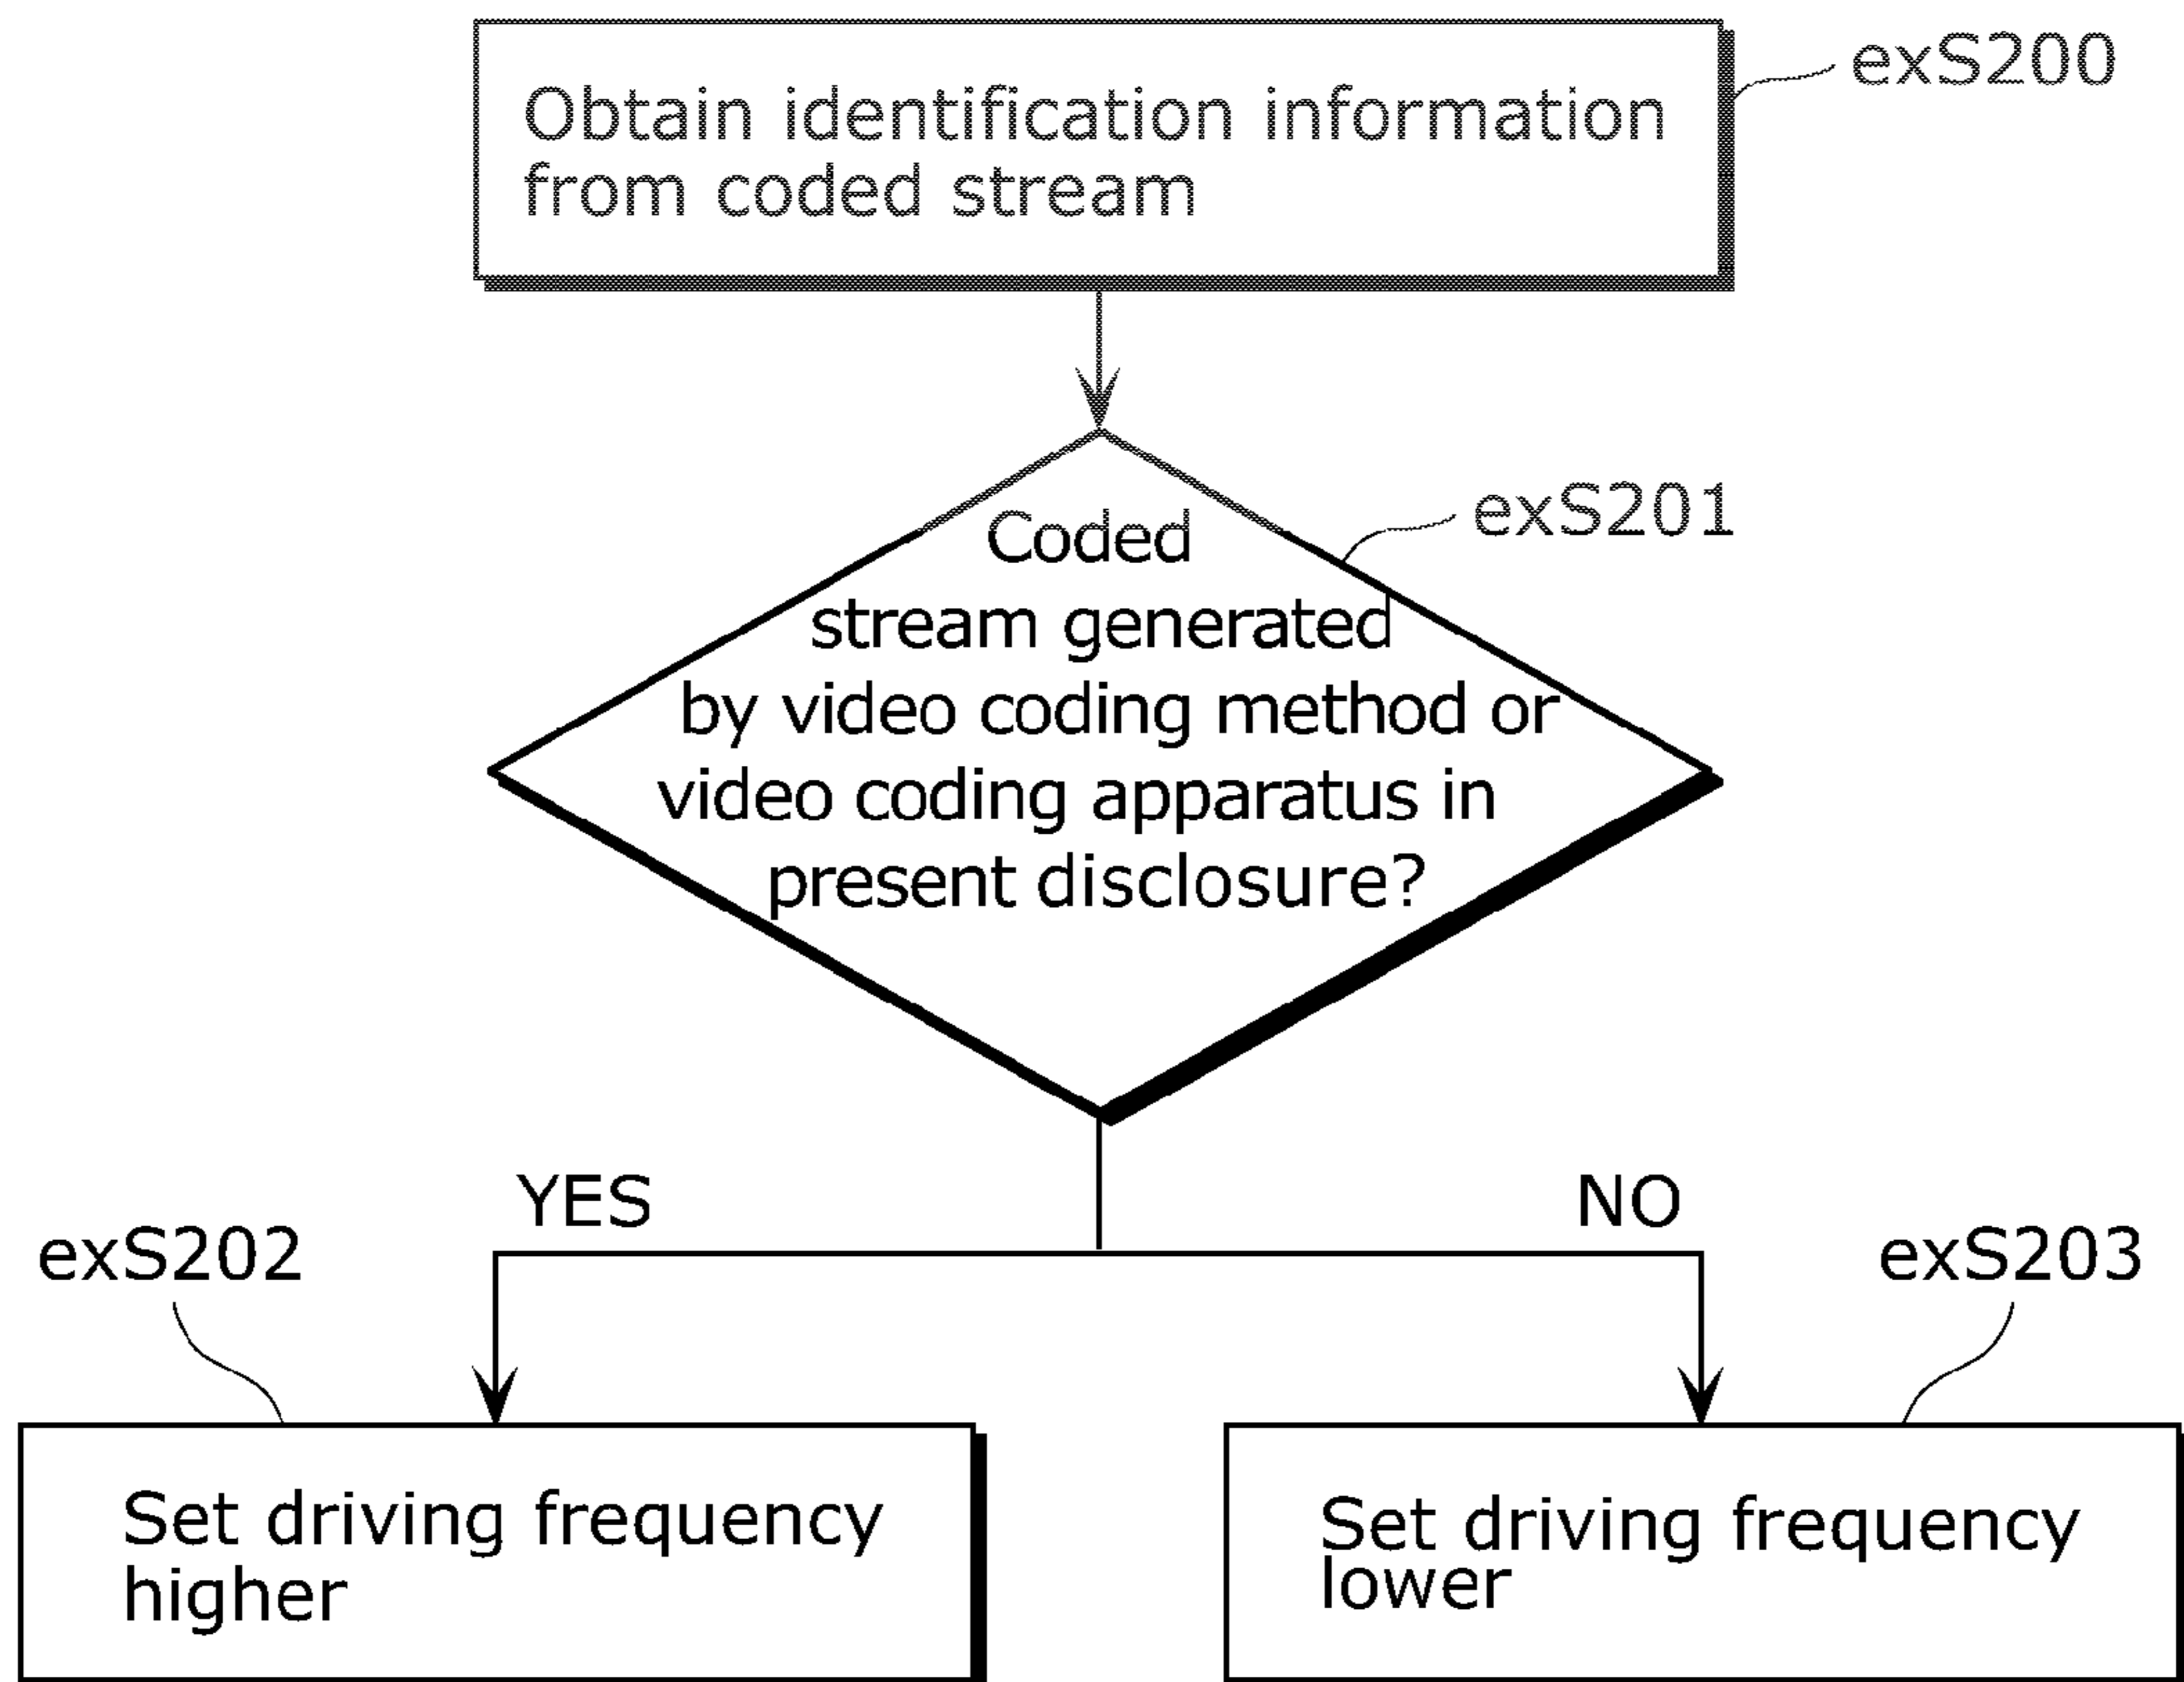 exS200
Obtain identification information
from coded stream
exS201
Coded
stream generated
by video coding method or
video coding apparatus in
present disclosure?
YES
NO
exS202
exS203
Set driving frequency
higher
Set driving frequency
lower